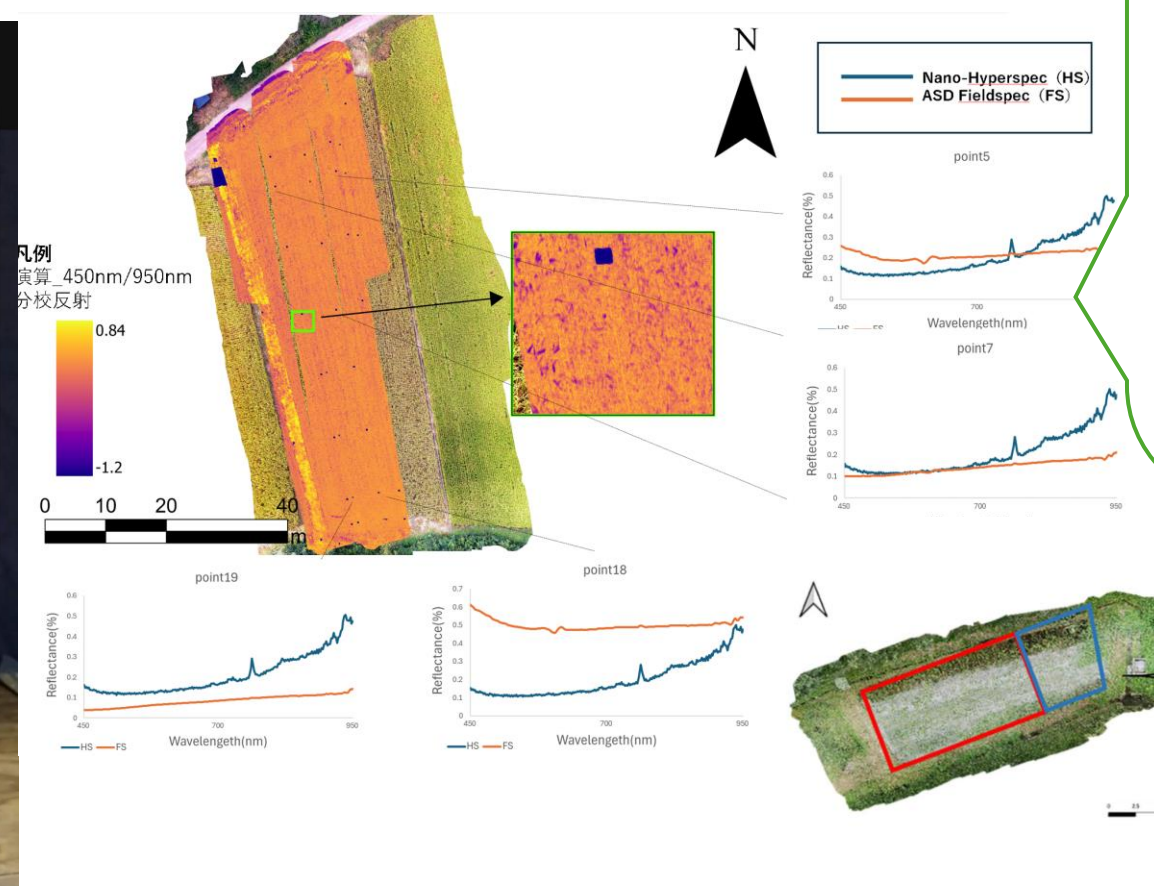 N
Nano-Hyperspec（HS）
ASD Fieldspec（FS）
凡例
演算_450nm/950nm
分校反射
0.84
-1.2
0 10 20 40
m
point5
Reflectance(%)
0.6
0.5
0.4
0.3
0.2
0.1
0
450 700
Wavelengeth(nm)
HS FS
point7
Reflectance(%)
0.6
0.5
0.4
0.3
0.2
0.1
0
450 700 950
point19
Reflectance(%)
0.6
0.5
0.4
0.3
0.2
0.1
0
450 700 950
Wavelengeth(nm)
HS FS
point18
Reflectance(%)
0.7
0.6
0.5
0.4
0.3
0.2
0.1
0
450 700 950
Wavelengeth(nm)
HS FS
0 2.5